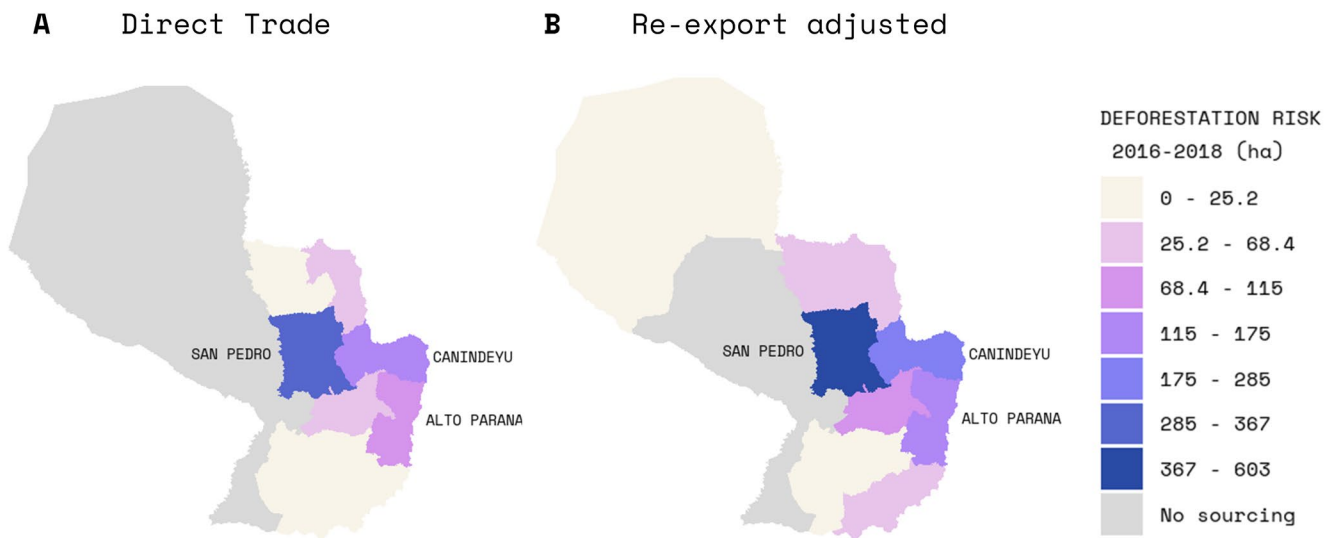 A Direct Trade
B Re-export adjusted
DEFORESTATION RISK
2016-2018 (ha)
0 - 25.2
25.2 - 68.4
68.4 - 115
115 - 175
175 - 285
285 - 367
367 - 603
No sourcing
SAN PEDRO
CANINDEYU
ALTO PARANA
SAN PEDRO
CANINDEYU
ALTO PARANA